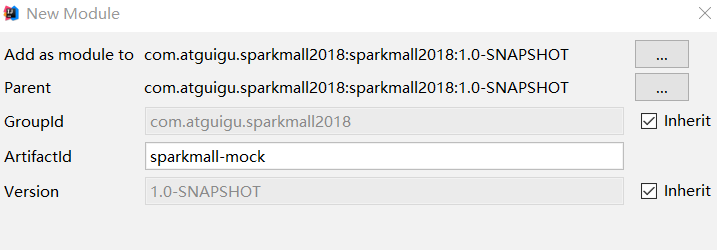 New Module
Add as module to com.atguigu.sparkmall2018:sparkmall2018:1.0-SNAPSHOT ...
Parent com.atguigu.sparkmall2018:sparkmall2018:1.0-SNAPSHOT ...
GroupId com.atguigu.sparkmall2018 Inherit
ArtifactId sparkmall-mock
Version 1.0-SNAPSHOT Inherit